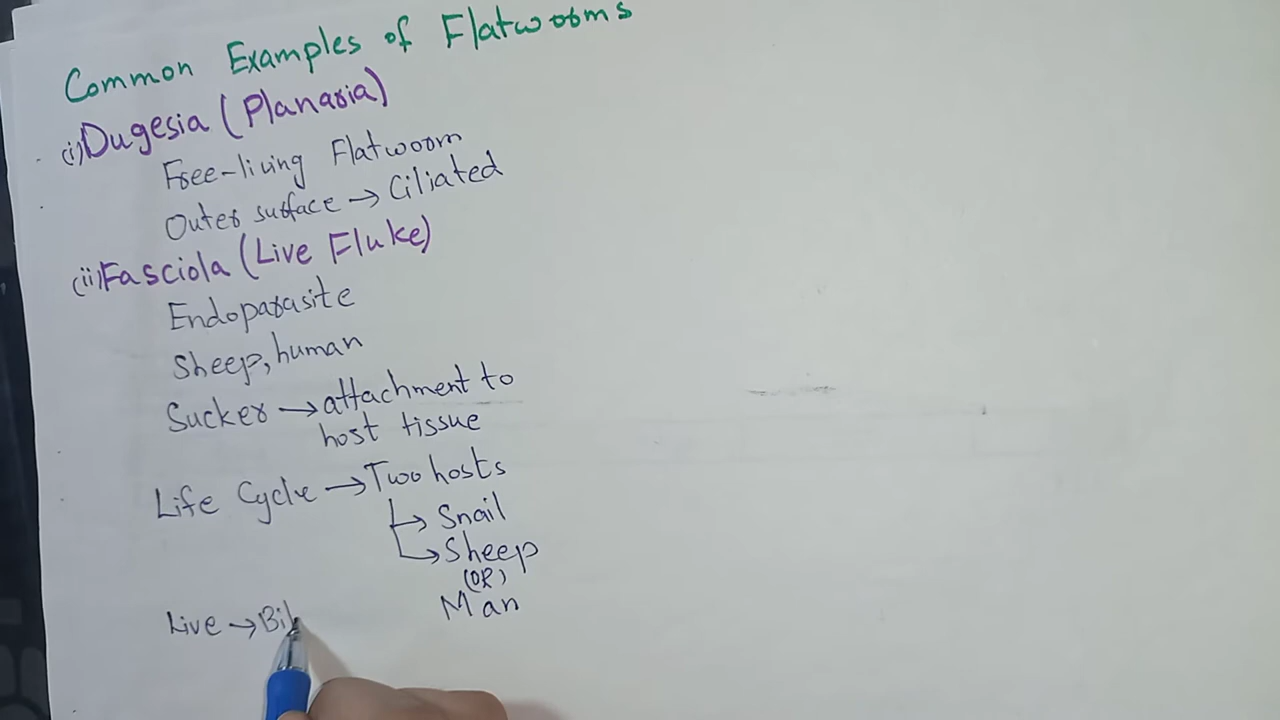 Common Examples of Flatworms
(i) Dugesia (Planaria)
Free-living Flatworm
Outer surface → Ciliated
(ii) Fasciola (Live Fluke)
Endoparasite
Sheep, human
Sucker → attachment to
host tissue
Life Cycle → Two hosts
→ Snail
→ Sheep
(OR)
Man
Live → Bil